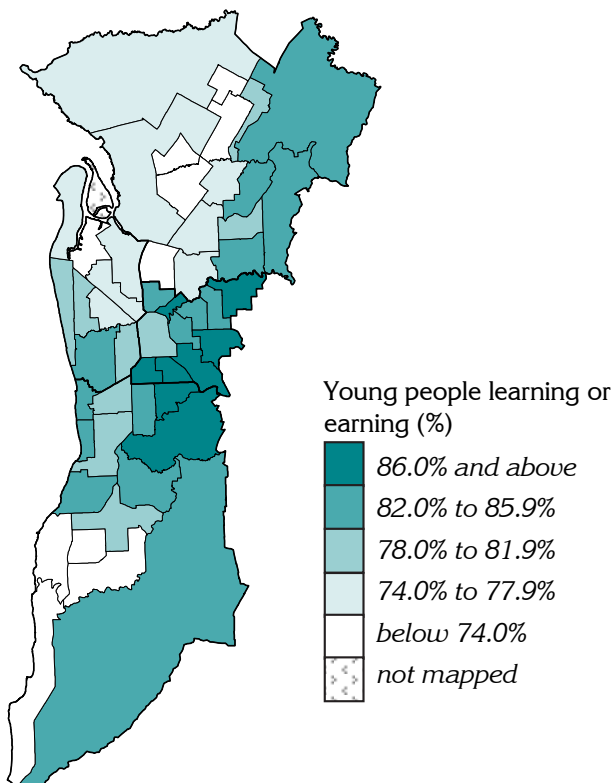 Young people learning or
earning (%)
86.0% and above
82.0% to 85.9%
78.0% to 81.9%
74.0% to 77.9%
below 74.0%
not mapped